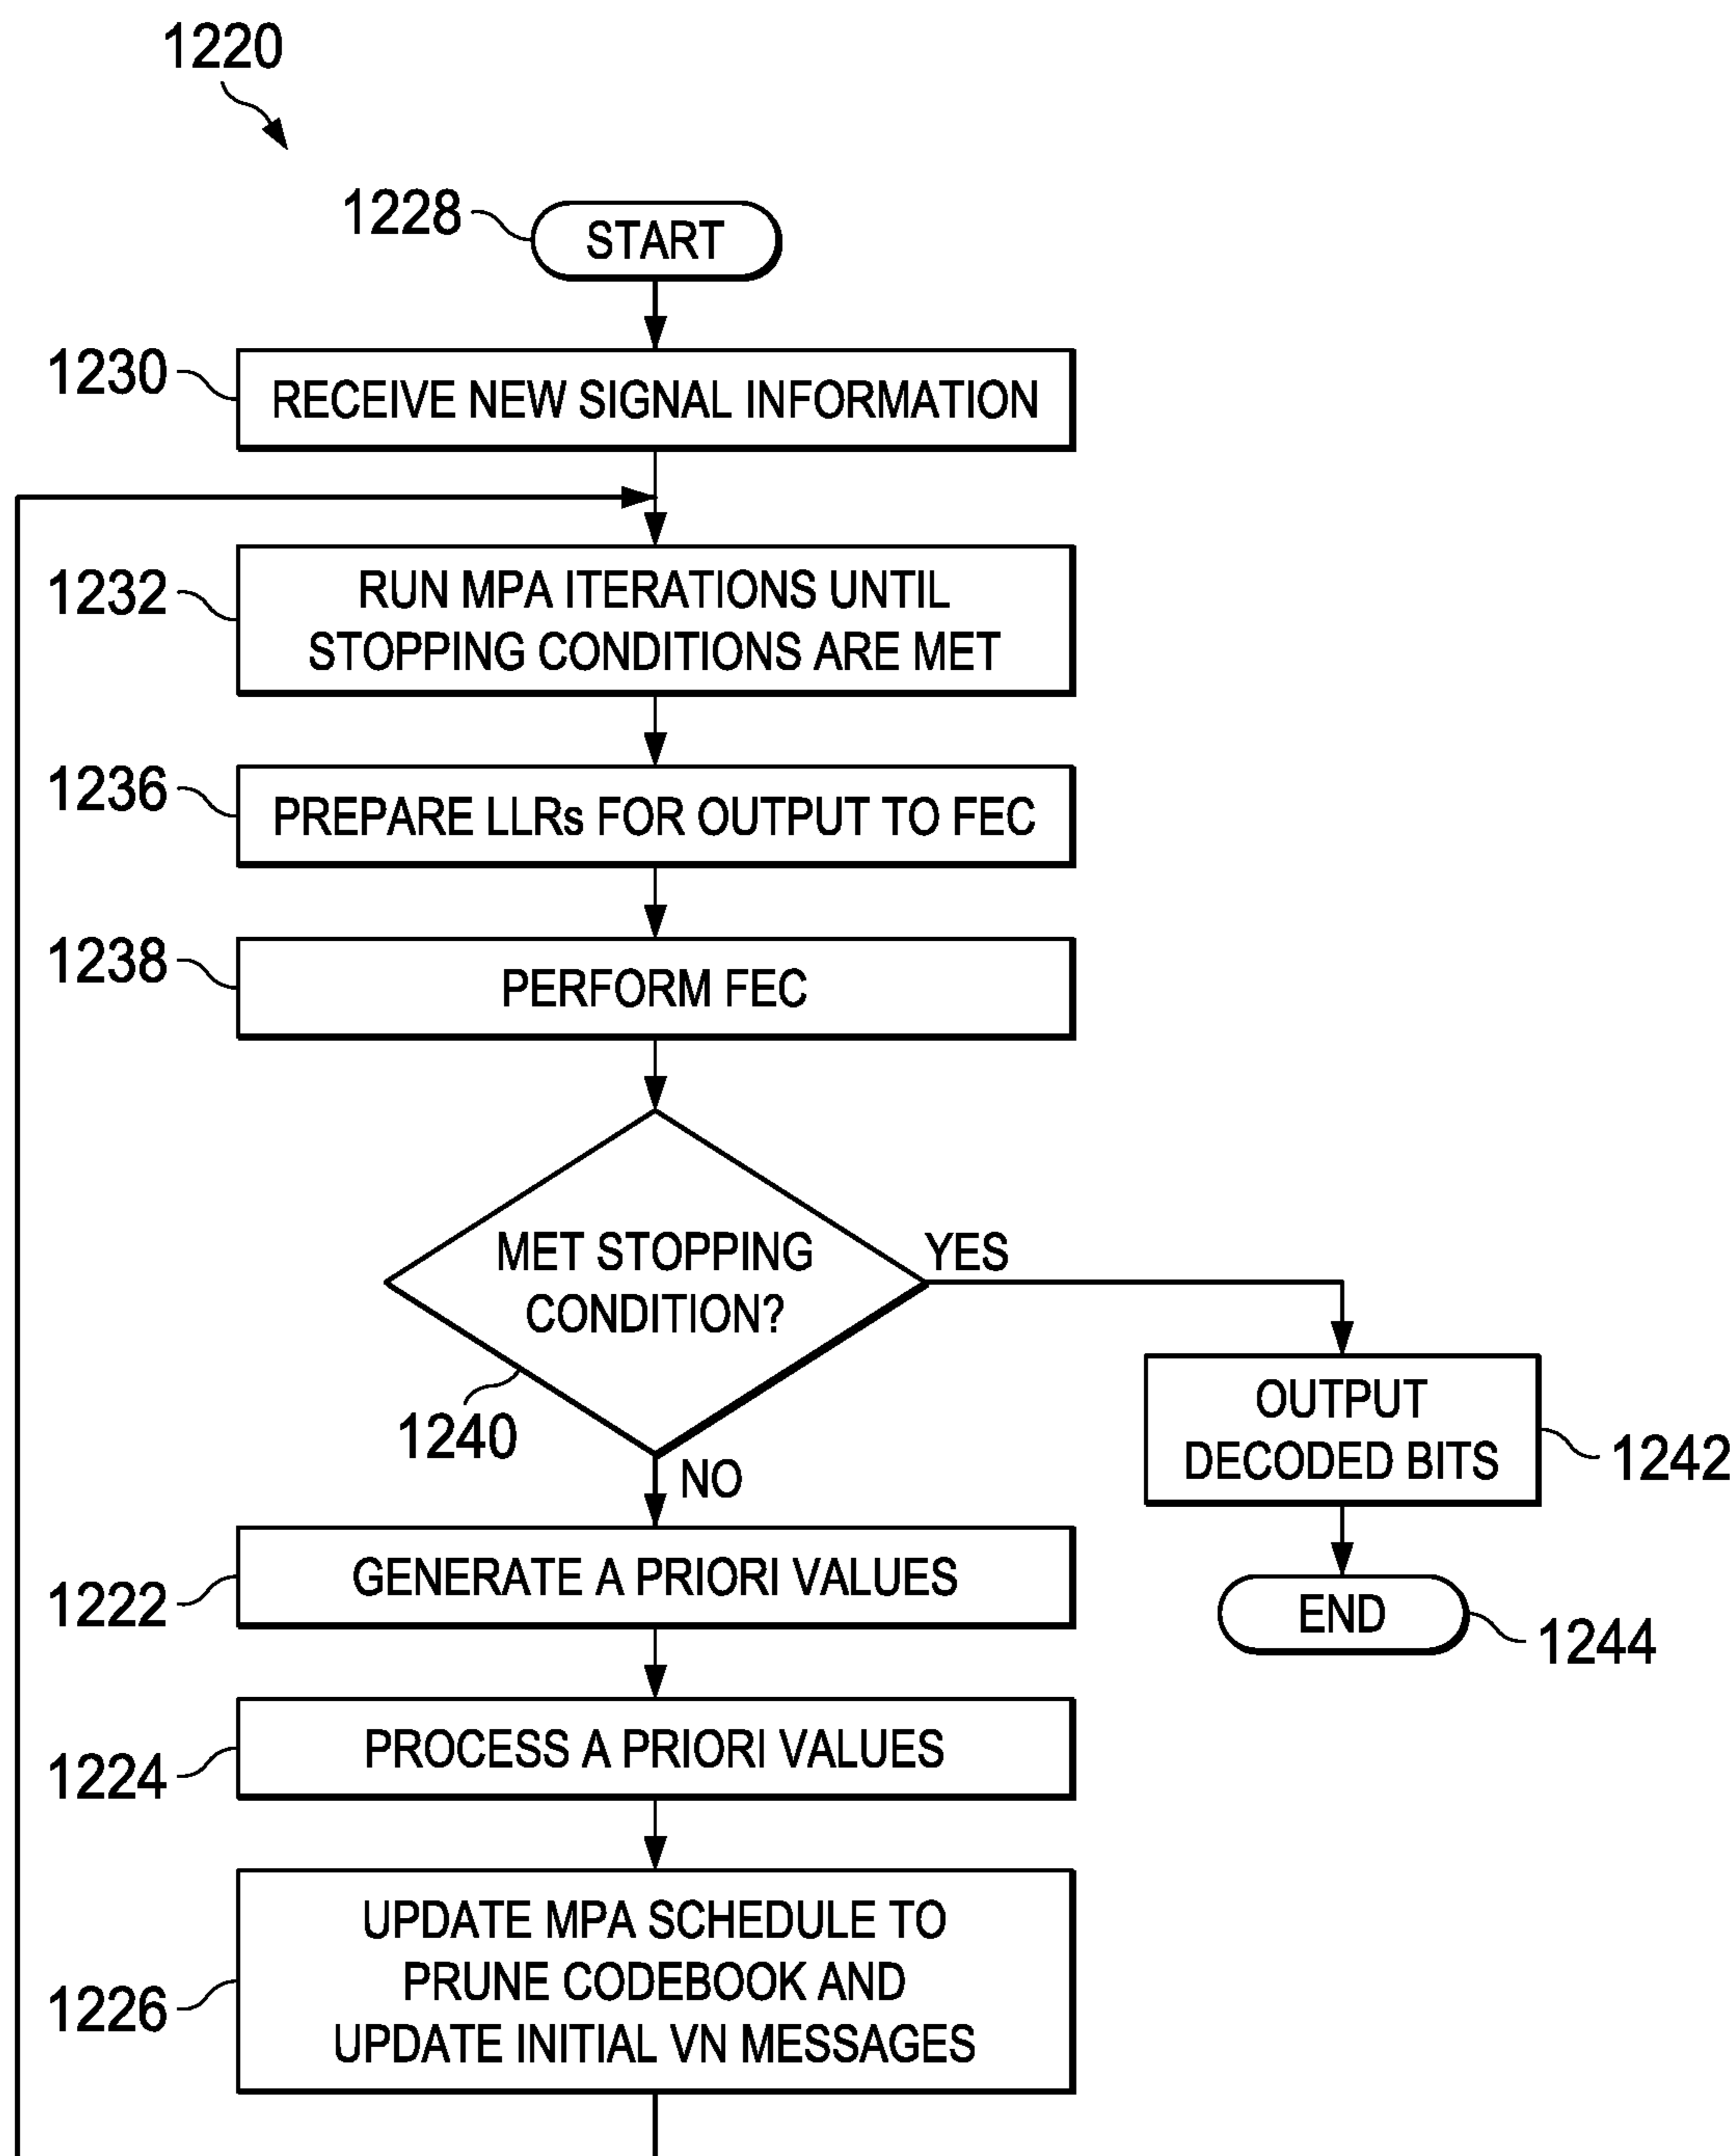 1220
1228
START
1230
RECEIVE NEW SIGNAL INFORMATION
1232
RUN MPA ITERATIONS UNTIL
STOPPING CONDITIONS ARE MET
1236
PREPARE LLRs FOR OUTPUT TO FEC
1238
PERFORM FEC
MET STOPPING
CONDITION?
YES
1240
NO
OUTPUT
DECODED BITS
1242
END
1244
1222
GENERATE A PRIORI VALUES
1224
PROCESS A PRIORI VALUES
1226
UPDATE MPA SCHEDULE TO
PRUNE CODEBOOK AND
UPDATE INITIAL VN MESSAGES